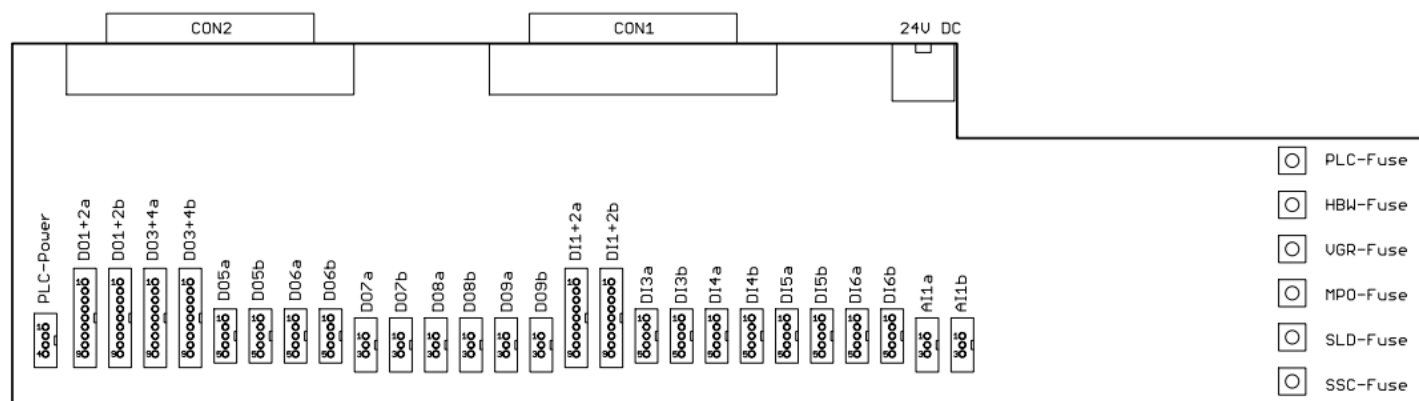 CON2
CON1
24V DC
PLC-Fuse
HBW-Fuse
VGR-Fuse
MPO-Fuse
SLD-Fuse
SSC-Fuse
PLC-Power
DO1+2a
DO1+2b
DO3+4a
DO3+4b
DO5a
DO5b
DO6a
DO6b
DO7a
DO7b
DO8a
DO8b
DO9a
DO9b
DI1+2a
DI1+2b
DI3a
DI3b
DI4a
DI4b
DI5a
DI5b
DI6a
DI6b
AI1a
AI1b